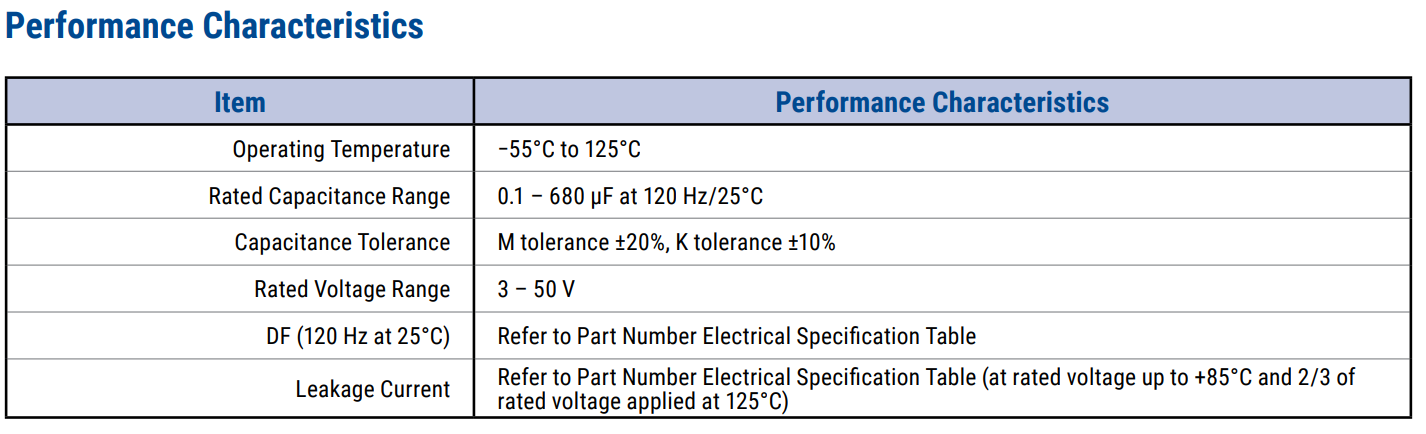 Performance Characteristics
Item Performance Characteristics
Operating Temperature −55°C to 125°C
Rated Capacitance Range 0.1 – 680 µF at 120 Hz/25°C
Capacitance Tolerance M tolerance ±20%, K tolerance ±10%
Rated Voltage Range 3 – 50 V
DF (120 Hz at 25°C) Refer to Part Number Electrical Specification Table
Leakage Current Refer to Part Number Electrical Specification Table (at rated voltage up to +85°C and 2/3 of
rated voltage applied at 125°C)